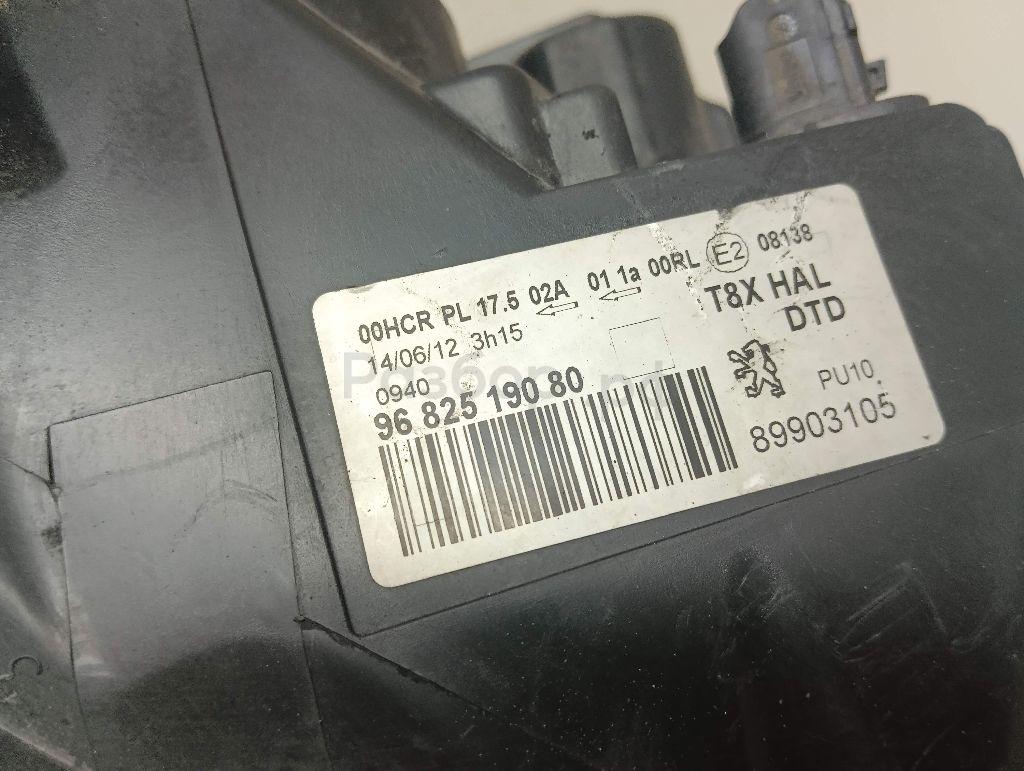 00HCR PL 17.5 02A 01 1a 00RL E2 08138
14/06/12 3h15
T8X HAL
DTD
0940
96 825 190 80
PU10
89903105